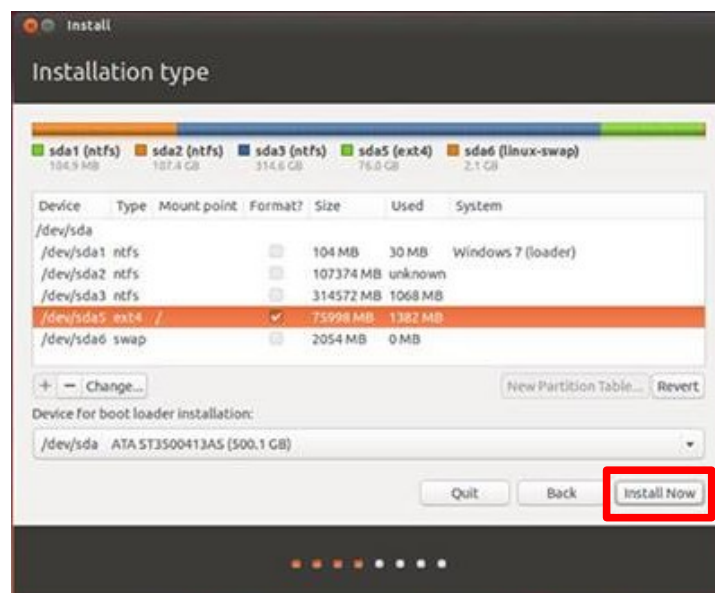 Install
Installation type
sda1 (ntfs) sda2 (ntfs) sda3 (ntfs) sda5 (ext4) sda6 (linux-swap)
104.9 MB 107.4 GB 314.6 GB 76.0 GB 2.1 GB
Device Type Mount point Format? Size Used System
/dev/sda
/dev/sda1 ntfs 104 MB 30 MB Windows 7 (loader)
/dev/sda2 ntfs 107374 MB unknown
/dev/sda3 ntfs 314572 MB 1068 MB
/dev/sda5 ext4 / 75998 MB 1382 MB
/dev/sda6 swap 2054 MB 0 MB
+ - Change... New Partition Table... Revert
Device for boot loader installation:
/dev/sda ATA ST3500413AS (500.1 GB)
Quit Back Install Now